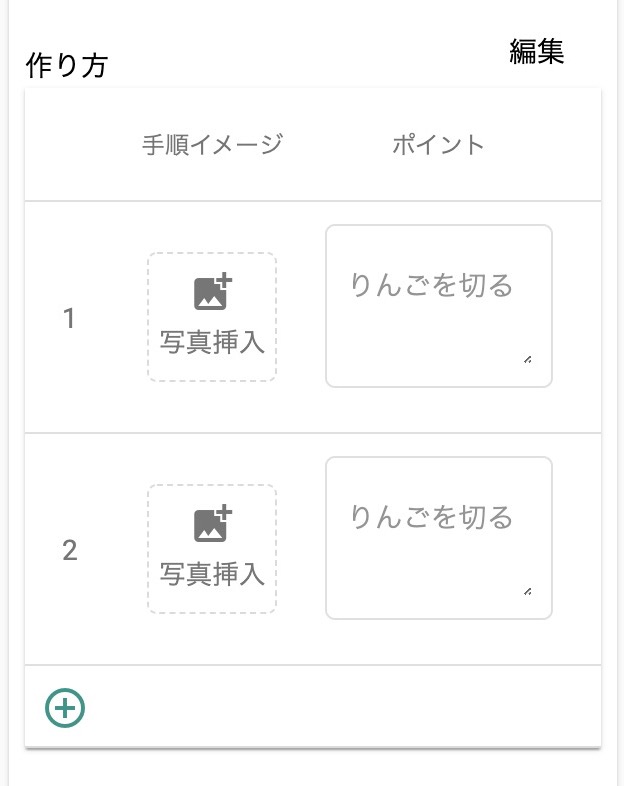 編集
作り方
手順イメージ ポイント
1
写真挿入
りんごを切る
2
写真挿入
りんごを切る